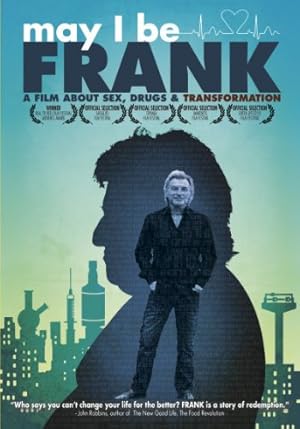 may I be
FRANK
A FILM ABOUT SEX, DRUGS & TRANSFORMATION
WINNER
OFFICIAL SELECTION
OFFICIAL SELECTION
OFFICIAL SELECTION
OFFICIAL SELECTION
"Who says you can't change your life for the better? FRANK is a story of redemption."
-John Robbins, author of The New Good Life, The Food Revolution